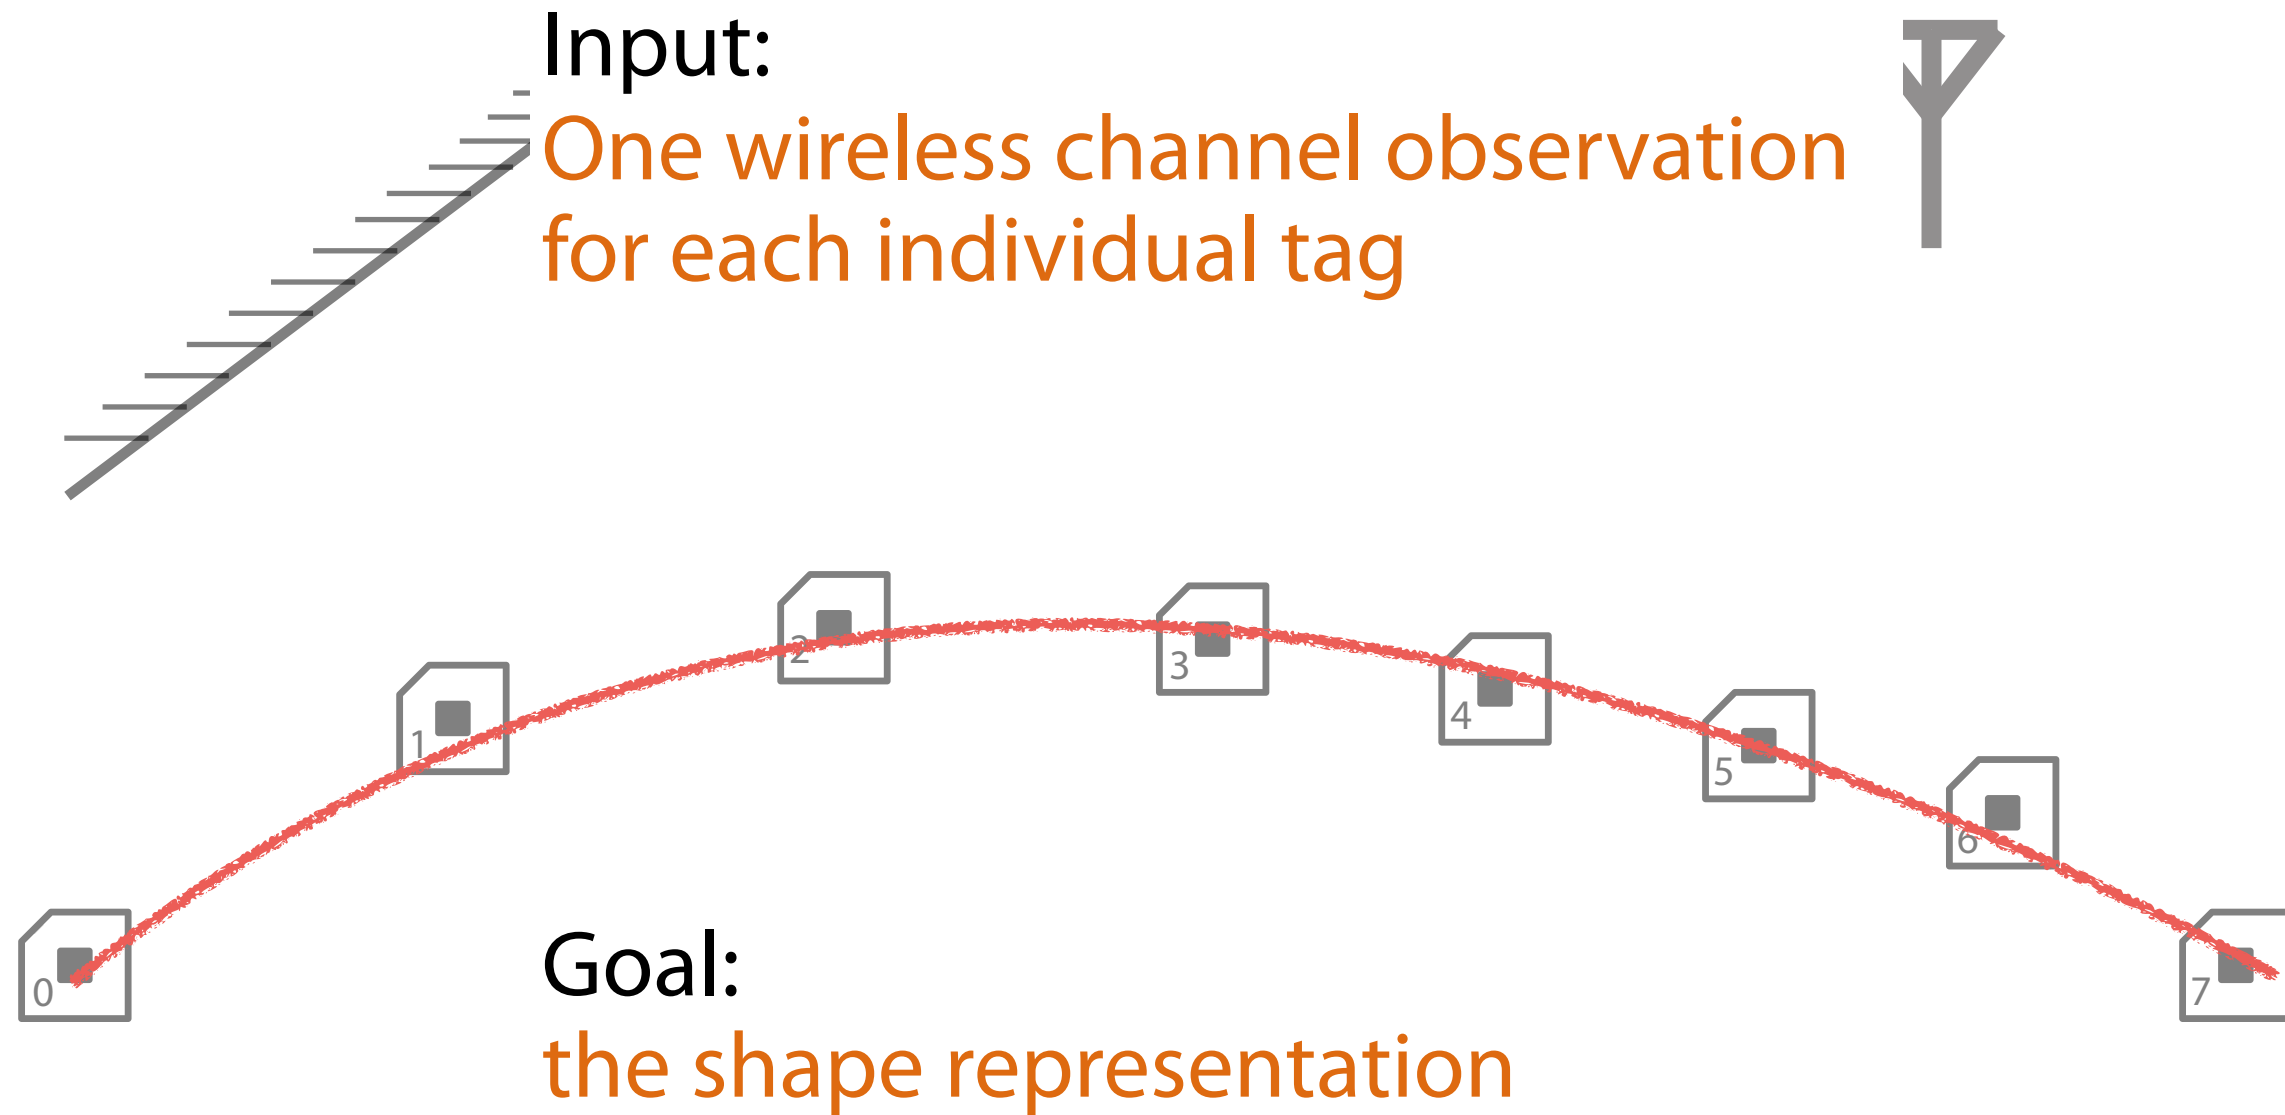 Input:
One wireless channel observation
for each individual tag
0
1
2
3
4
5
6
7
Goal:
the shape representation